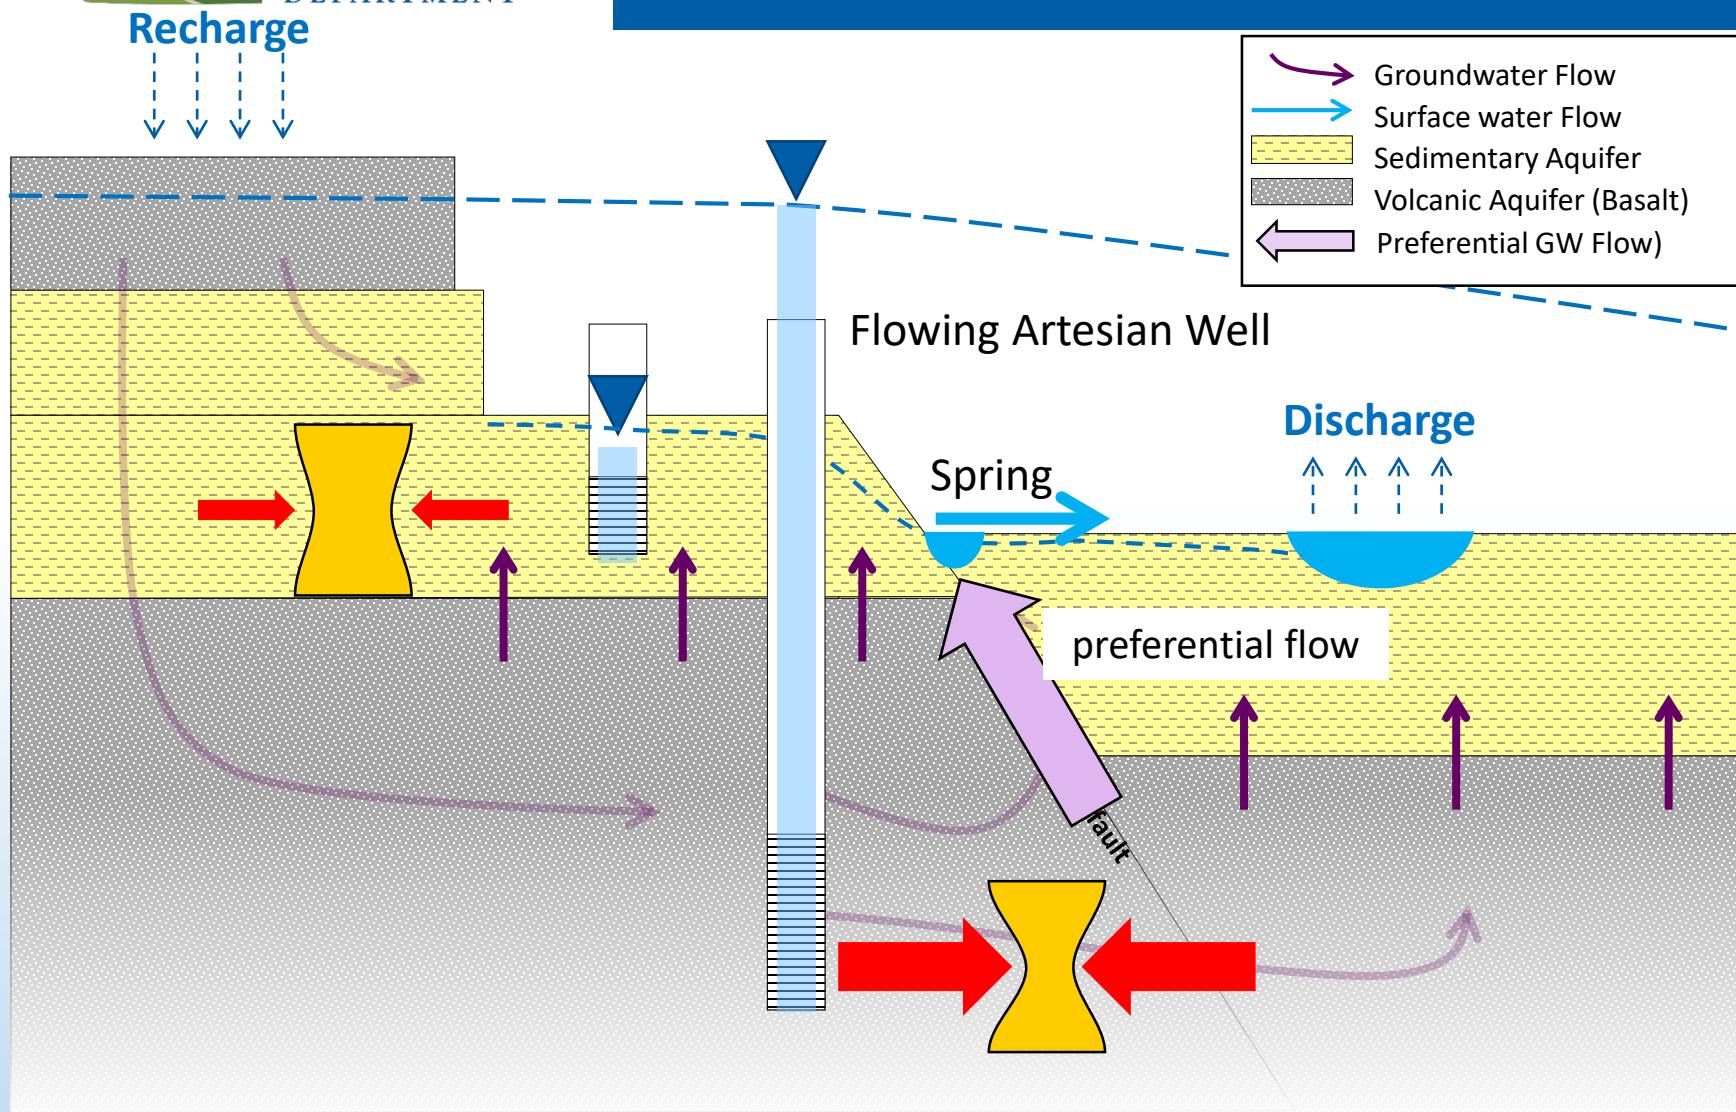 DEPARTMENT
Recharge
Groundwater Flow
Surface water Flow
Sedimentary Aquifer
Volcanic Aquifer (Basalt)
Preferential GW Flow)
Flowing Artesian Well
Discharge
Spring
preferential flow
fault